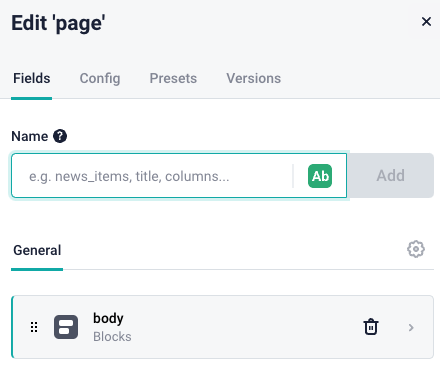 Edit 'page'
Fields Config Presets Versions
Name ?
e.g. news_items, title, columns... Ab Add
General
body
Blocks